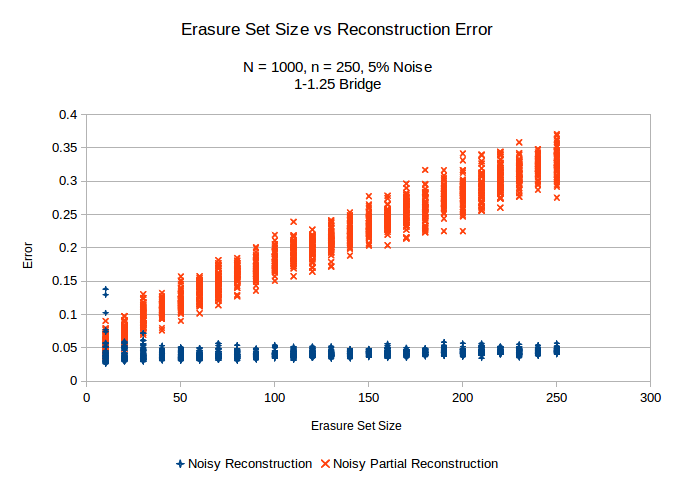 Erasure Set Size vs Reconstruction Error
N = 1000, n = 250, 5% Noise
1-1.25 Bridge
0.4
0.35
0.3
0.25
0.2
0.15
0.1
0.05
0
Error
0 50 100 150 200 250 300
Erasure Set Size
Noisy Reconstruction Noisy Partial Reconstruction